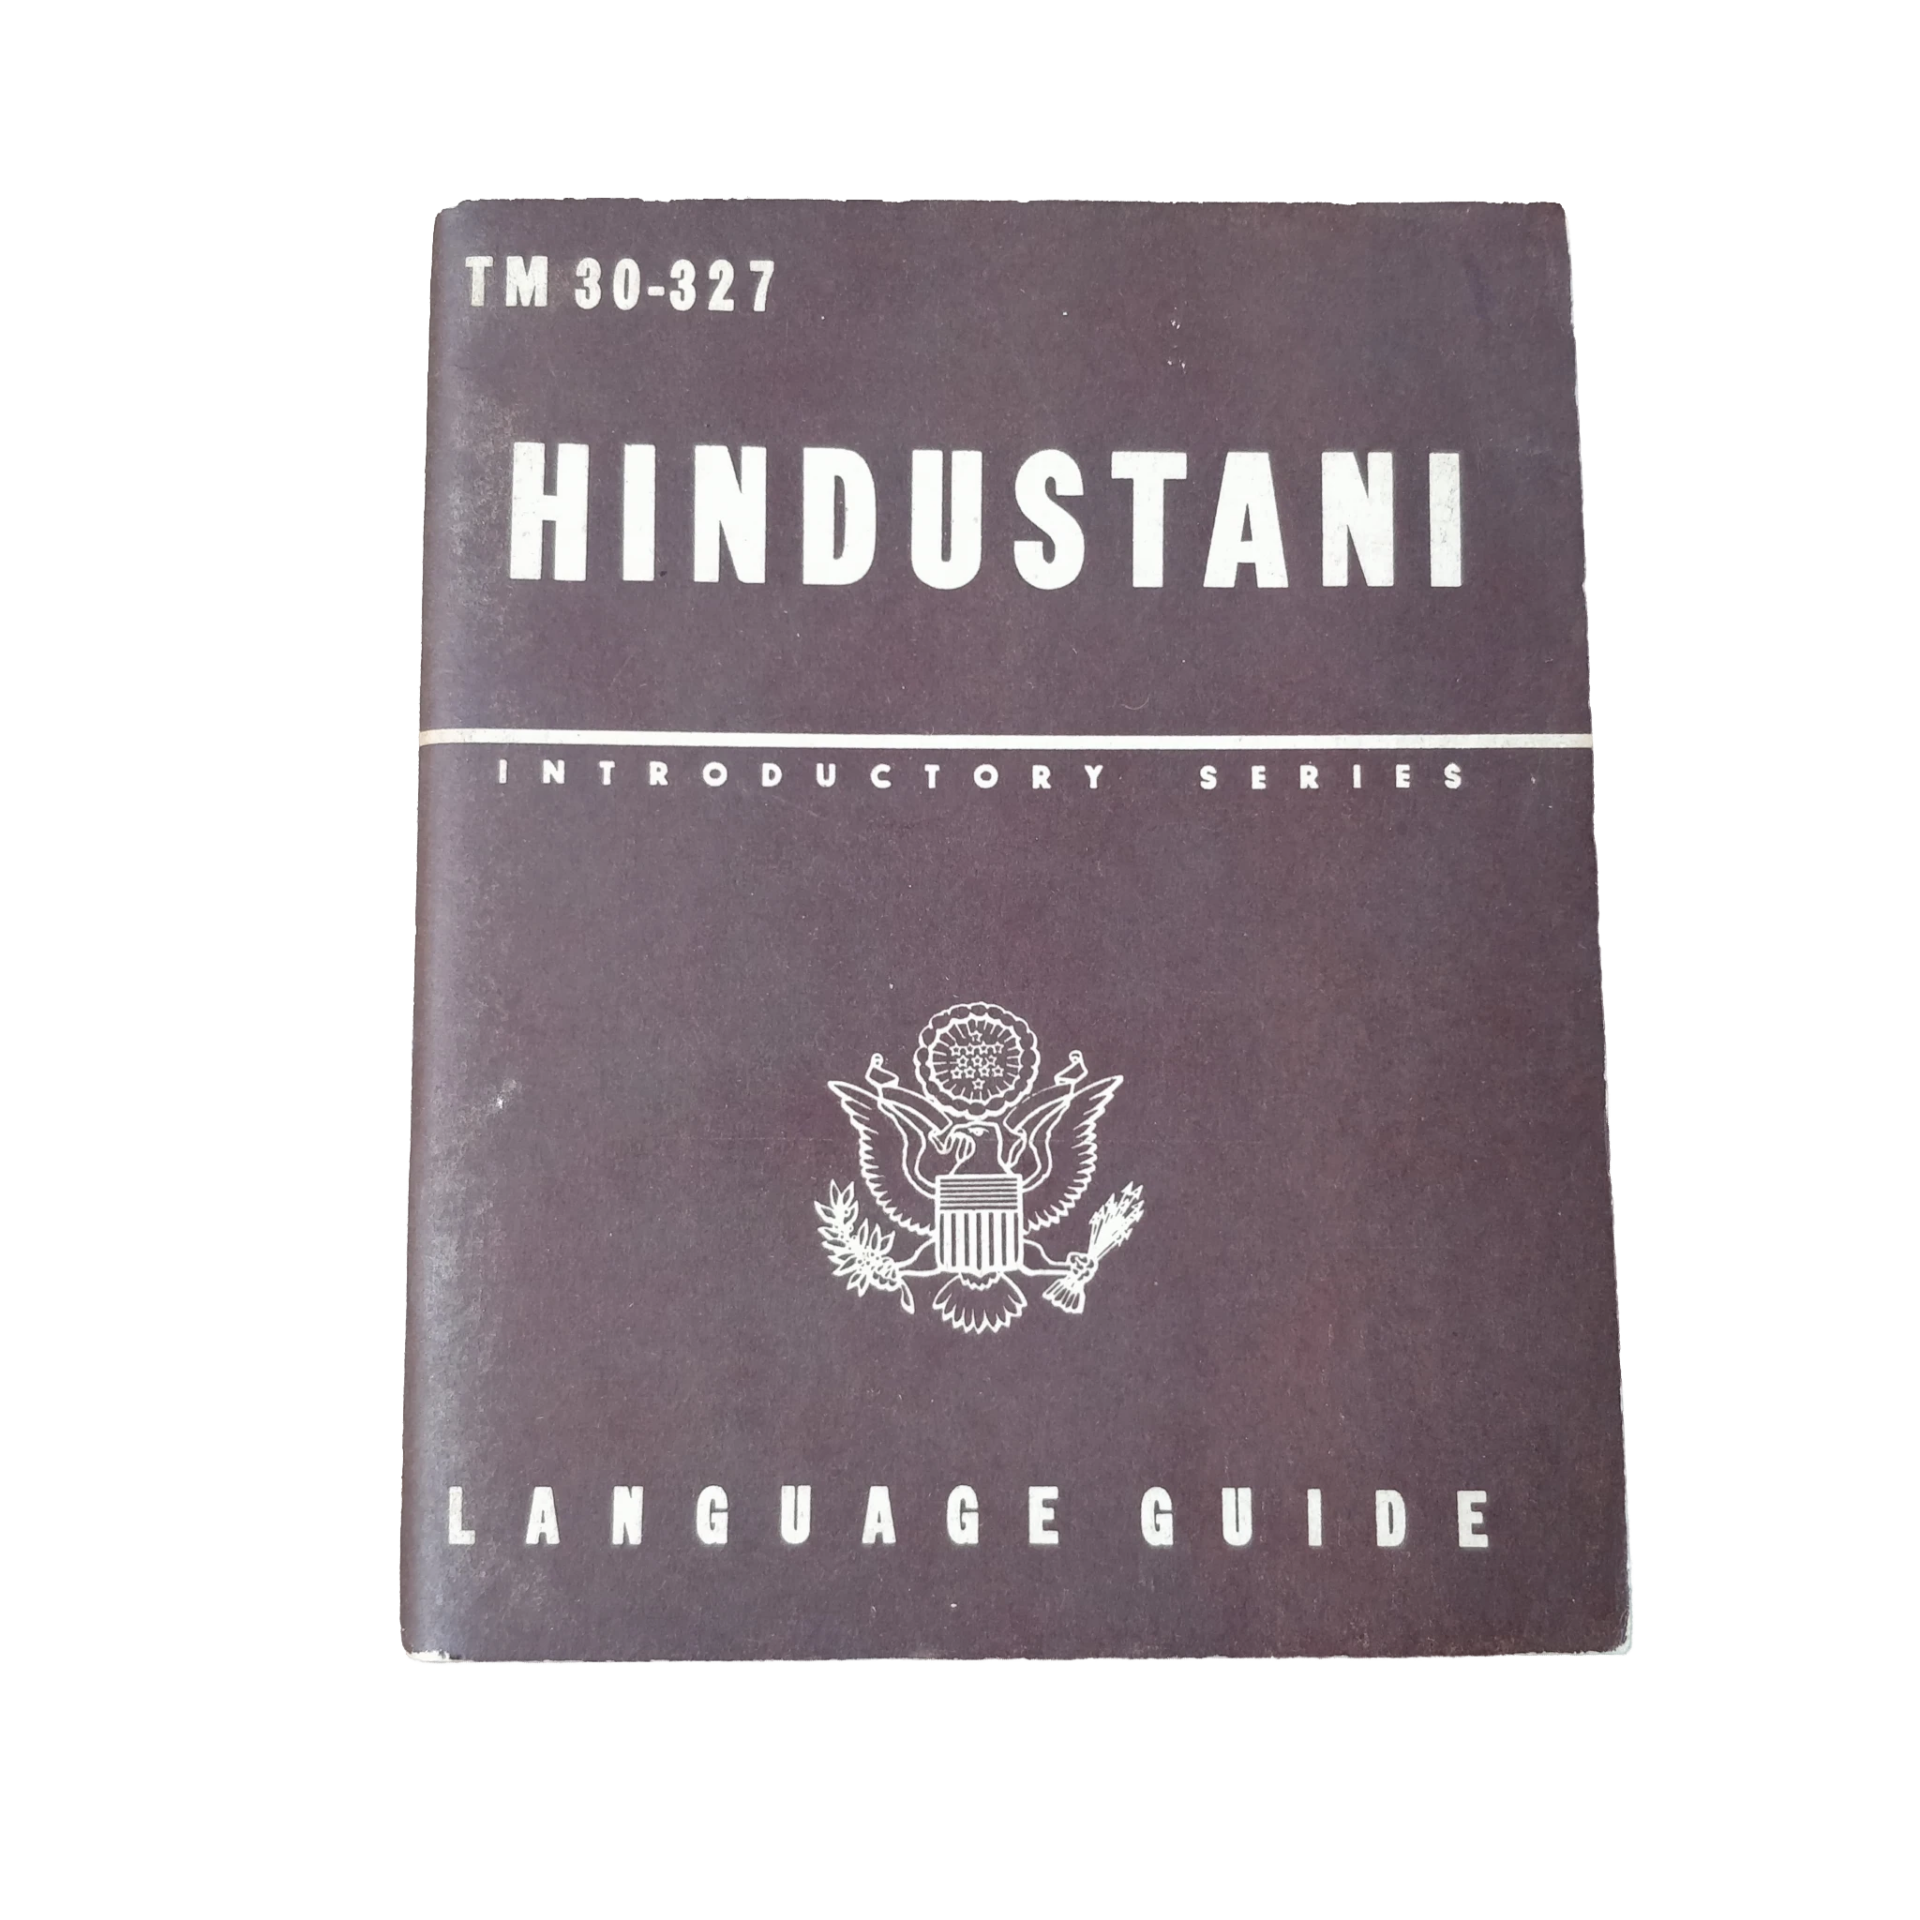 TM 30-327
HINDUSTANI
INTRODUCTORY SERIES
LANGUAGE GUIDE